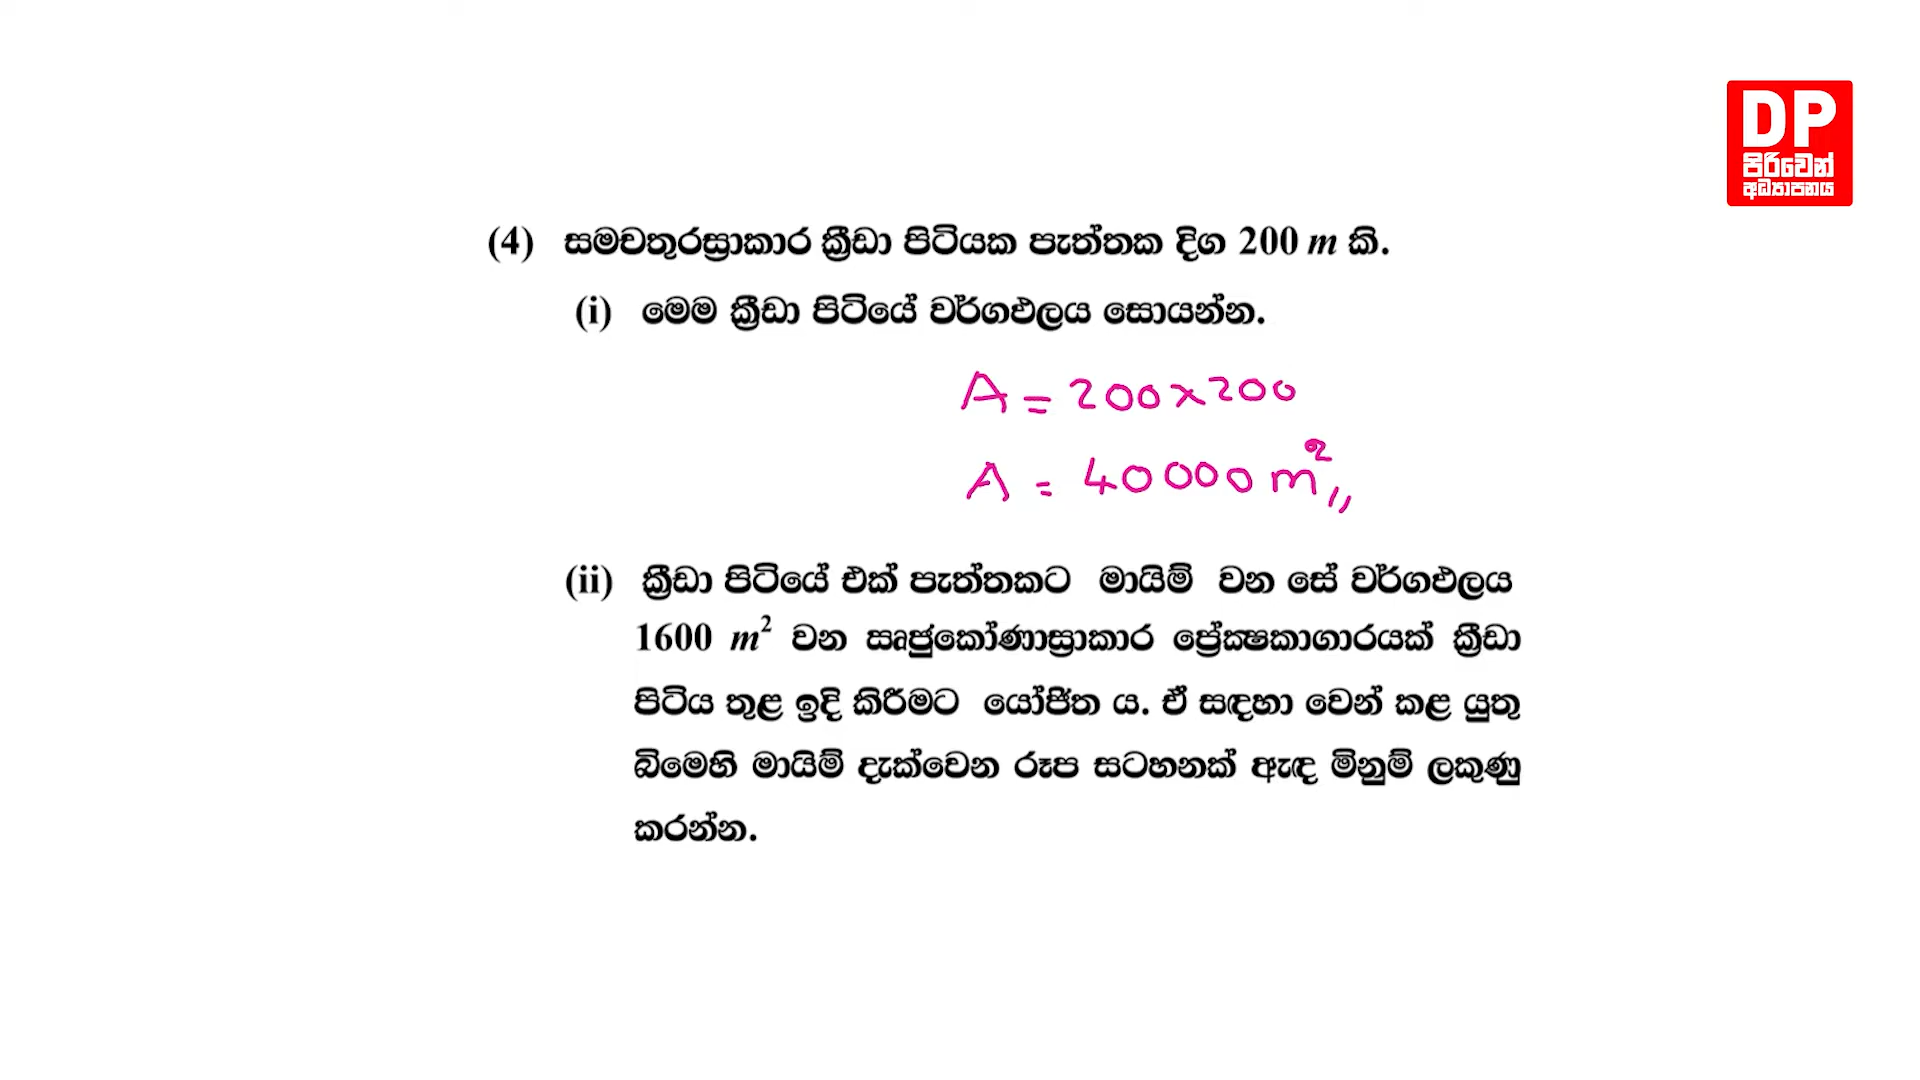 DP
පිරිවෙන්
අධ්‍යාපනය
(4) සමචතුරස්‍රාකාර ක්‍රීඩා පිටියක පැත්තක දිග 200 m කි.
(i) මෙම ක්‍රීඩා පිටියේ වර්ගඵලය සොයන්න.
A = 200 x 200
A = 40000 m²,,
(ii) ක්‍රීඩා පිටියේ එක් පැත්තකට මායිම් වන සේ වර්ගඵලය
1600 m² වන ඍජුකෝණාස්‍රාකාර ප්‍රේක්‍ෂකාගාරයක් ක්‍රීඩා
පිටිය තුළ ඉදි කිරීමට යෝජිත ය. ඒ සඳහා වෙන් කළ යුතු
බිමෙහි මායිම් දැක්වෙන රූප සටහනක් ඇඳ මිනුම් ලකුණු
කරන්න.